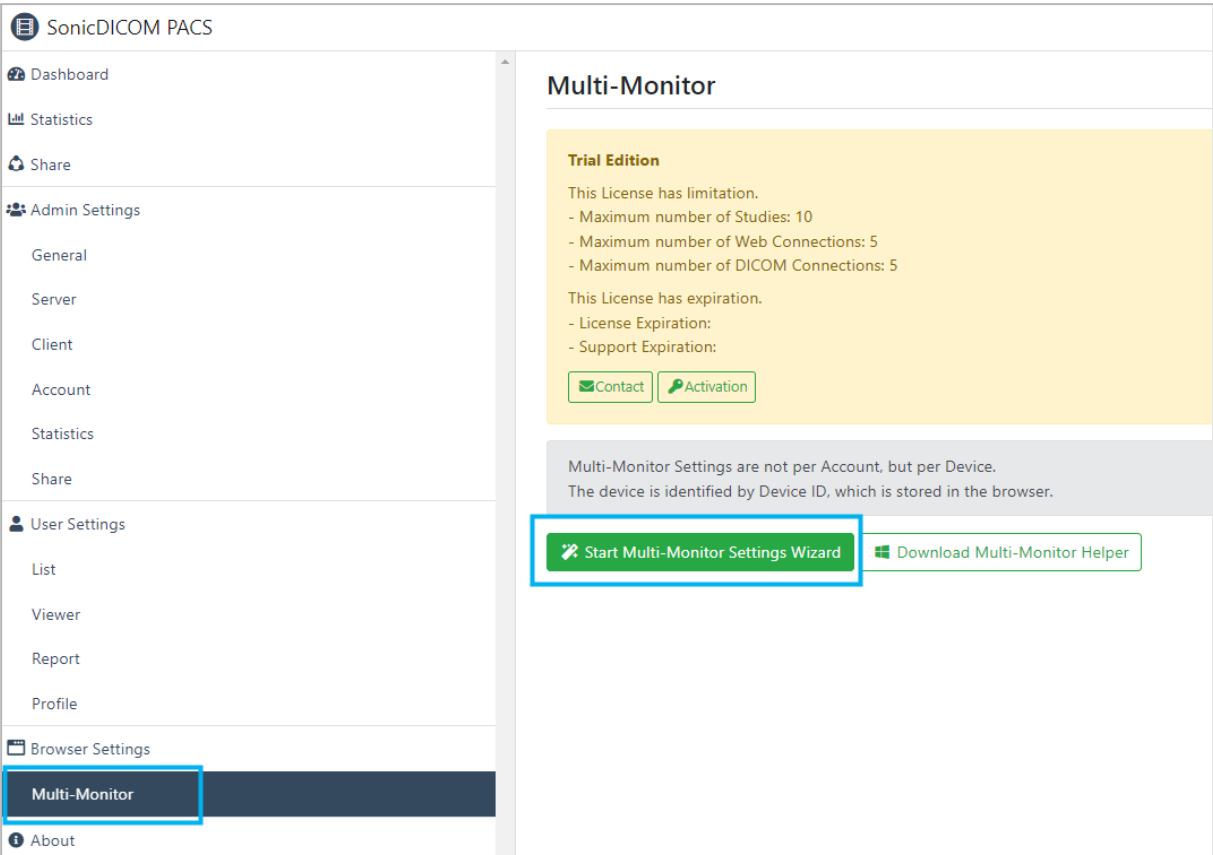 SonicDICOM PACS
Dashboard
Statistics
Share
Admin Settings
General
Server
Client
Account
Statistics
Share
User Settings
List
Viewer
Report
Profile
Browser Settings
Multi-Monitor
About
Multi-Monitor
Trial Edition
This License has limitation.
- Maximum number of Studies: 10
- Maximum number of Web Connections: 5
- Maximum number of DICOM Connections: 5
This License has expiration.
- License Expiration:
- Support Expiration:
Contact Activation
Multi-Monitor Settings are not per Account, but per Device.
The device is identified by Device ID, which is stored in the browser.
Start Multi-Monitor Settings Wizard Download Multi-Monitor Helper